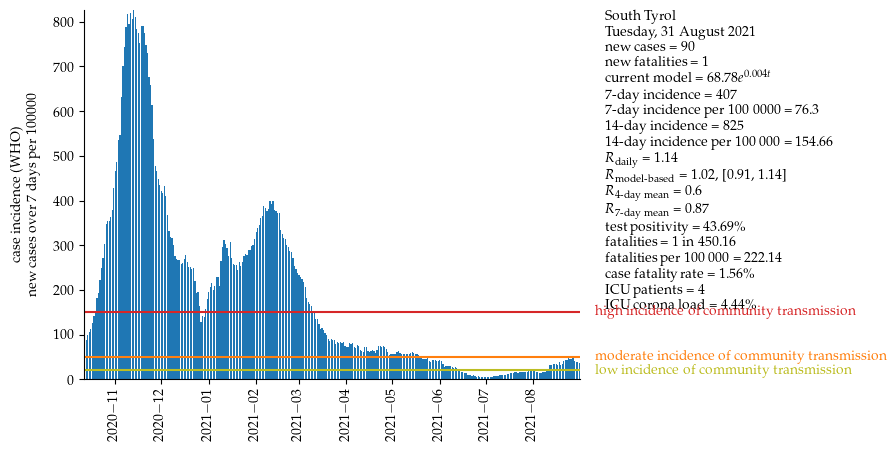 South Tyrol
Tuesday, 31 August 2021
new cases = 90
new fatalities = 1
current model = 68.78e^0.004t
7-day incidence = 407
7-day incidence per 100 0000 = 76.3
14-day incidence = 825
14-day incidence per 100 000 = 154.66
R_daily = 1.14
R_model-based = 1.02, [0.91, 1.14]
R_4-day mean = 0.6
R_7-day mean = 0.87
test positivity = 43.69%
fatalities = 1 in 450.16
fatalities per 100 000 = 222.14
case fatality rate = 1.56%
ICU patients = 4
ICU corona load = 4.44%
high incidence of community transmission
moderate incidence of community transmission
low incidence of community transmission
case incidence (WHO)
new cases over 7 days per 100000
800
700
600
500
400
300
200
100
0
2020−11
2020−12
2021−01
2021−02
2021−03
2021−04
2021−05
2021−06
2021−07
2021−08